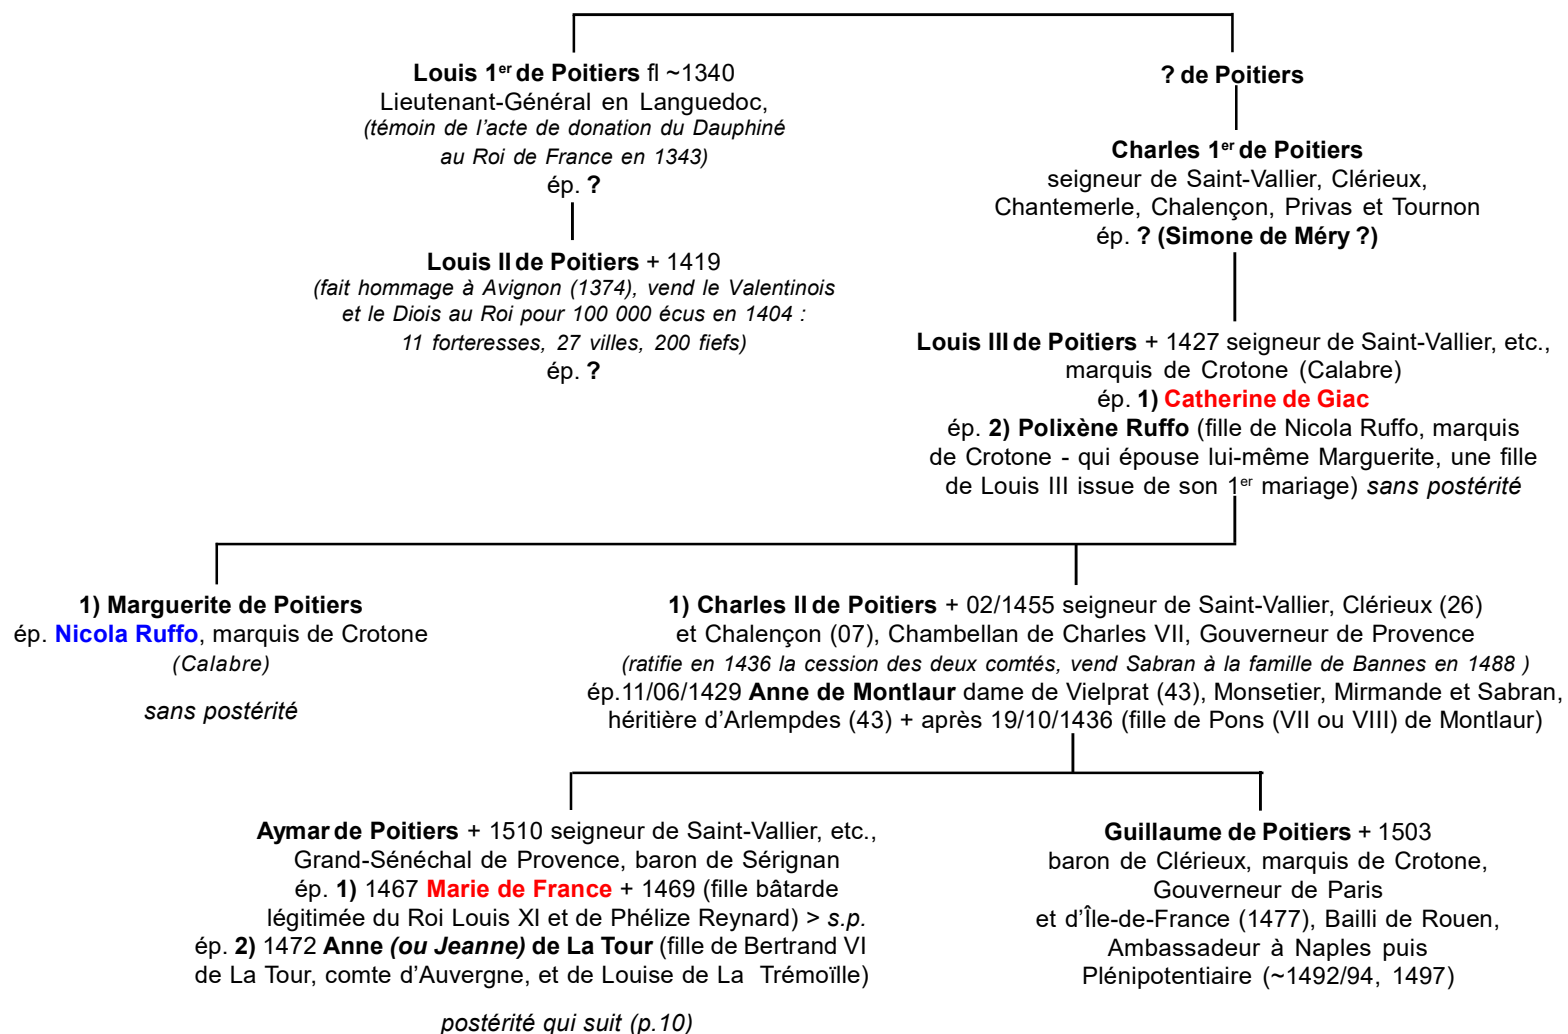 Louis 1er de Poitiers fl ~1340
Lieutenant-Général en Languedoc,
(témoin de l'acte de donation du Dauphiné
au Roi de France en 1343)
ép. ?
Louis II de Poitiers + 1419
(fait hommage à Avignon (1374), vend le Valentinois
et le Diois au Roi pour 100 000 écus en 1404 :
11 forteresses, 27 villes, 200 fiefs)
ép. ?
? de Poitiers
Charles 1er de Poitiers
seigneur de Saint-Vallier, Clérieux,
Chantemerle, Chalençon, Privas et Tournon
ép. ? (Simone de Méry ?)
Louis III de Poitiers + 1427 seigneur de Saint-Vallier, etc.,
marquis de Crotone (Calabre)
ép. 1) Catherine de Giac
ép. 2) Polixène Ruffo (fille de Nicola Ruffo, marquis
de Crotone - qui épouse lui-même Marguerite, une fille
de Louis III issue de son 1er mariage) sans postérité
1) Marguerite de Poitiers
ép. Nicola Ruffo, marquis de Crotone
(Calabre)
sans postérité
1) Charles II de Poitiers + 02/1455 seigneur de Saint-Vallier, Clérieux (26)
et Chalençon (07), Chambellan de Charles VII, Gouverneur de Provence
(ratifie en 1436 la cession des deux comtés, vend Sabran à la famille de Bannes en 1488 )
ép.11/06/1429 Anne de Montlaur dame de Vielprat (43), Monsetier, Mirmande et Sabran,
héritière d'Arlempdes (43) + après 19/10/1436 (fille de Pons (VII ou VIII) de Montlaur)
Aymar de Poitiers + 1510 seigneur de Saint-Vallier, etc.,
Grand-Sénéchal de Provence, baron de Sérignan
ép. 1) 1467 Marie de France + 1469 (fille bâtarde
légitimée du Roi Louis XI et de Phélize Reynard) > s.p.
ép. 2) 1472 Anne (ou Jeanne) de La Tour (fille de Bertrand VI
de La Tour, comte d'Auvergne, et de Louise de La Trémoïlle)
postérité qui suit (p.10)
Guillaume de Poitiers + 1503
baron de Clérieux, marquis de Crotone,
Gouverneur de Paris
et d'Île-de-France (1477), Bailli de Rouen,
Ambassadeur à Naples puis
Plénipotentiaire (~1492/94, 1497)